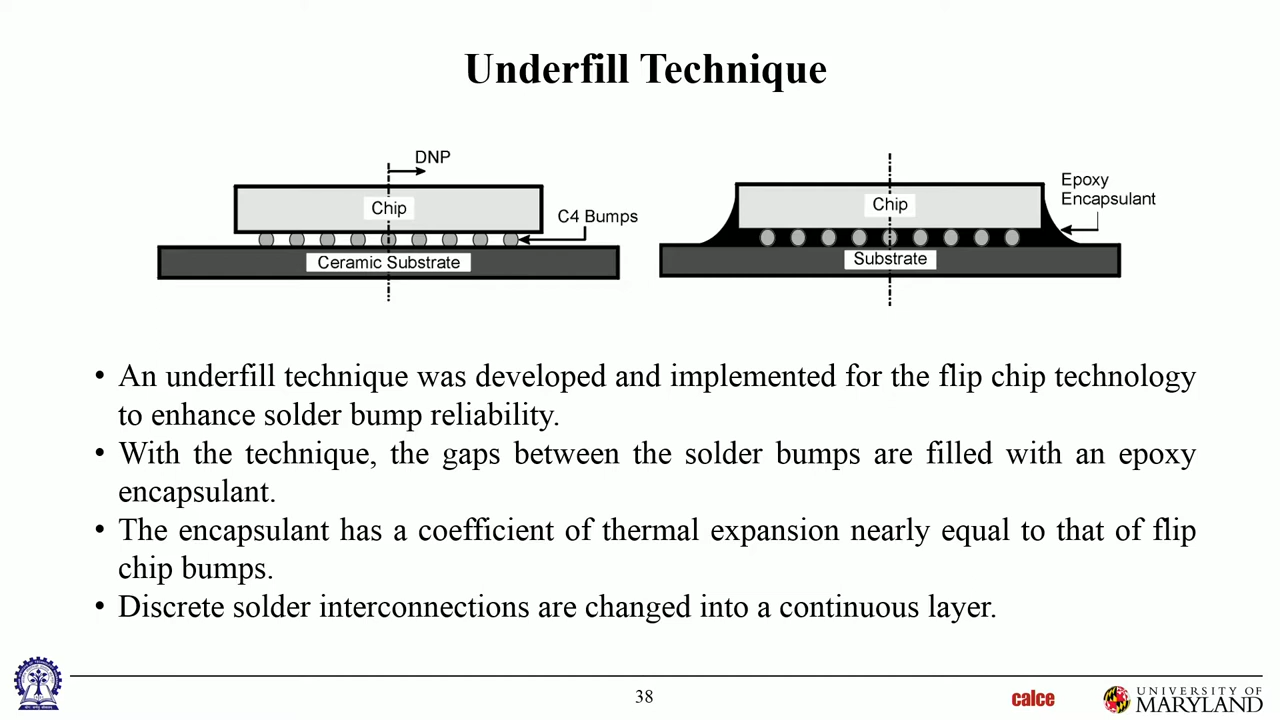 Underfill Technique
DNP
Chip
C4 Bumps
Ceramic Substrate
Chip
Epoxy
Encapsulant
Substrate
• An underfill technique was developed and implemented for the flip chip technology
to enhance solder bump reliability.
• With the technique, the gaps between the solder bumps are filled with an epoxy
encapsulant.
• The encapsulant has a coefficient of thermal expansion nearly equal to that of flip
chip bumps.
• Discrete solder interconnections are changed into a continuous layer.
38
calce
UNIVERSITY OF
MARYLAND